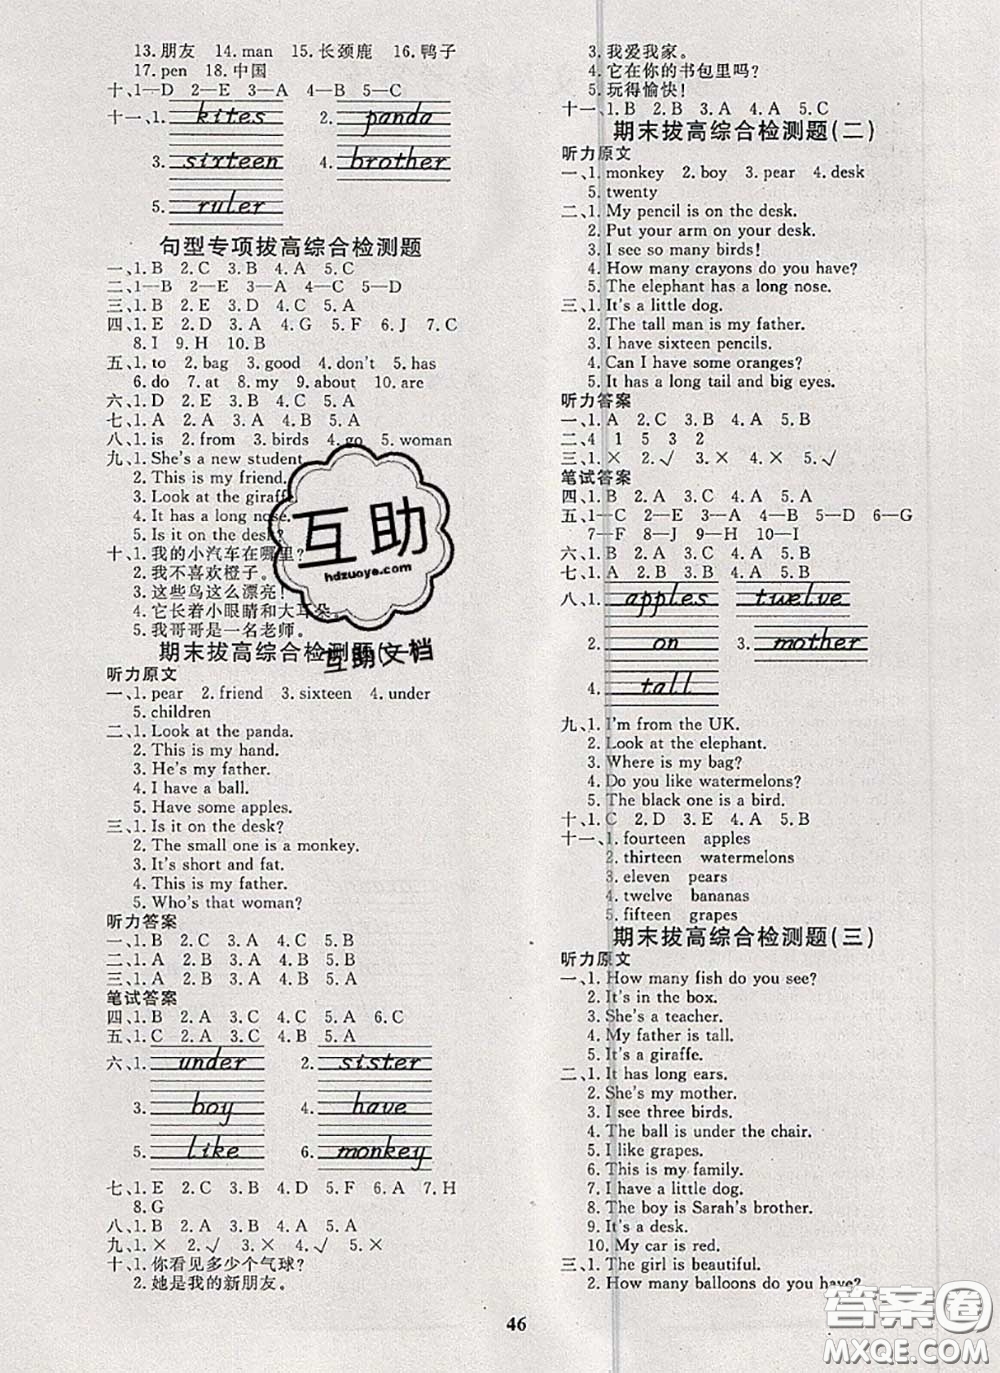 13.朋友 14.man 15.长颈鹿 16.鸭子
17.pen 18.中国
十、1—D 2—E 3—A 4—B 5—C
十一、1. kites 2. panda
3. sixteen 4. brother
5. ruler
句型专项拔高综合检测题
一、1.B 2.C 3.B 4.A 5.C
二、1—B 2—E 3—A 4—C 5—D
三、1.B 2.E 3.D 4.C 5.A
四、1.E 2.D 3.A 4.G 5.F 6.J 7.C
8.I 9.H 10.B
五、1.to 2.bag 3.good 4.don't 5.has
6.do 7.at 8.my 9.about 10.are
六、1.D 2.E 3.B 4.C 5.A
七、1.A 2.A 3.A 4.B 5.B
八、1.is 2.from 3.birds 4.go 5.woman
九、1.She's a new student.
2.This is my friend.
3.Look at the giraffe.
4.It has a long nose.
5.Is it on the desk?
十、1.我的小汽车在哪里?
2.我不喜欢橙子。
3.这些鸟这么漂亮!
4.它长着小眼睛和大耳朵。
5.我哥哥是一名老师。
期末拔高综合检测题(一)
听力原文
一、1.pear 2.friend 3.sixteen 4.under
5.children
二、1.Look at the panda.
2.This is my hand.
3.He's my father.
4.I have a ball.
5.Have some apples.
三、1.Is it on the desk?
2.The small one is a monkey.
3.It's short and fat.
4.This is my father.
5.Who's that woman?
听力答案
一、1.B 2.C 3.A 4.C 5.B
二、1.A 2.C 3.A 4.B 5.B
三、1.A 2.C 3.A 4.B 5.A
笔试答案
四、1.B 2.A 3.C 4.B 5.A 6.C
五、1.C 2.A 3.C 4.B 5.A
六、1. under 2. sister
3. boy 4. have
5. like 6. monkey
七、1.E 2.C 3.B 4.D 5.F 6.A 7.H
8.G
八、1.B 2.A 3.B 4.B 5.A
九、1.× 2.√ 3.× 4.√ 5.×
十、1.你看见多少个气球?
2.她是我的新朋友。
3.我爱我家。
4.它在你的书包里吗?
5.玩得愉快!
十一、1.B 2.B 3.A 4.A 5.C
期末拔高综合检测题(二)
听力原文
一、1.monkey 2.boy 3.pear 4.desk
5.twenty
二、1.My pencil is on the desk.
2.Put your arm on your desk.
3.I see so many birds!
4.How many crayons do you have?
5.The elephant has a long nose.
三、1.It's a little dog.
2.The tall man is my father.
3.I have sixteen pencils.
4.Can I have some oranges?
5.It has a long tail and big eyes.
听力答案
一、1.A 2.C 3.B 4.A 5.B
二、4 1 5 3 2
三、1.× 2.√ 3.× 4.× 5.√
笔试答案
四、1.B 2.A 3.B 4.A 5.B
五、1—C 2—E 3—A 4—B 5—D 6—G
7—F 8—J 9—H 10—I
六、1.B 2.C 3.A 4.C 5.B
七、1.A 2.B 3.B 4.B 5.A
八、1. apples twelve
2. on 3. mother
4. tall
九、1.I'm from the UK.
2.Look at the elephant.
3.Where is my bag?
4.Do you like watermelons?
5.The black one is a bird.
十、1.C 2.D 3.E 4.A 5.B
十一、1.fourteen apples
2.thirteen watermelons
3.eleven pears
4.twelve bananas
5.fifteen grapes
期末拔高综合检测题(三)
听力原文
一、1.How many fish do you see?
2.It's in the box.
3.She's a teacher.
4.My father is tall.
5.It's a giraffe.
二、1.It has long ears.
2.She's my mother.
3.I see three birds.
4.The ball is under the chair.
5.I like grapes.
6.This is my family.
7.I have a little dog.
8.The boy is Sarah's brother.
9.It's a desk.
10.My car is red.
三、1.The girl is beautiful.
2.How many balloons do you have?
46
互助
hdzuoye.com
互助文档
答案卷
MXQE.COM